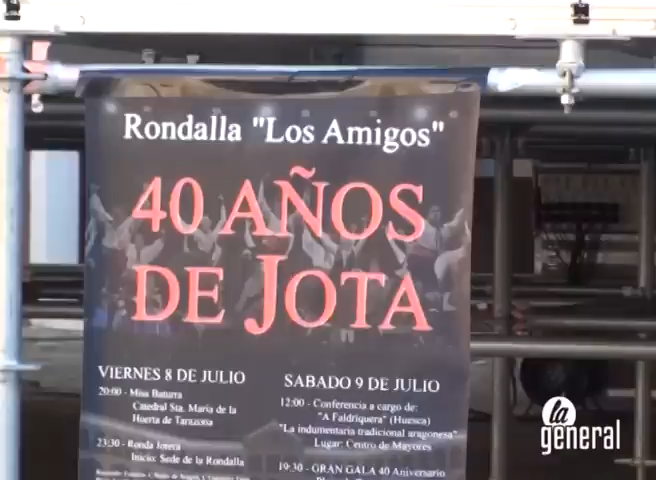 Rondalla "Los Amigos"
40 AÑOS
DE JOTA
VIERNES 8 DE JULIO
20:00 - Misa Baturra
Catedral Sta. María de la
Huerta de Tarazona
23:30 - Ronda Jotera
Inicio: Sede de la Rondalla
SABADO 9 DE JULIO
12:00 - Conferencia a cargo de:
"A Faldriquera" (Huesca)
"La indumentaria tradicional aragonesa"
Lugar: Centro de Mayores
19:30 - GRAN GALA 40 Aniversario
la
general